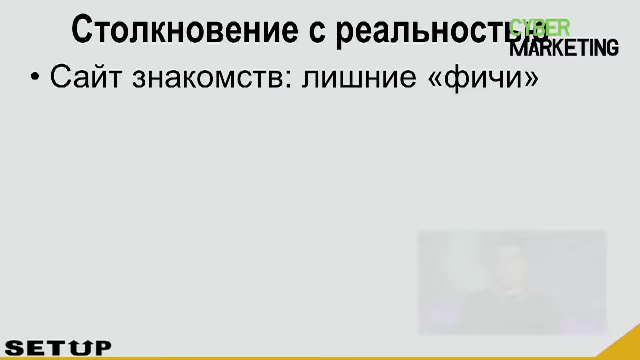 Столкновение с реальностью
CYBER
MARKETING
• Сайт знакомств: лишние «фичи»
SETUP